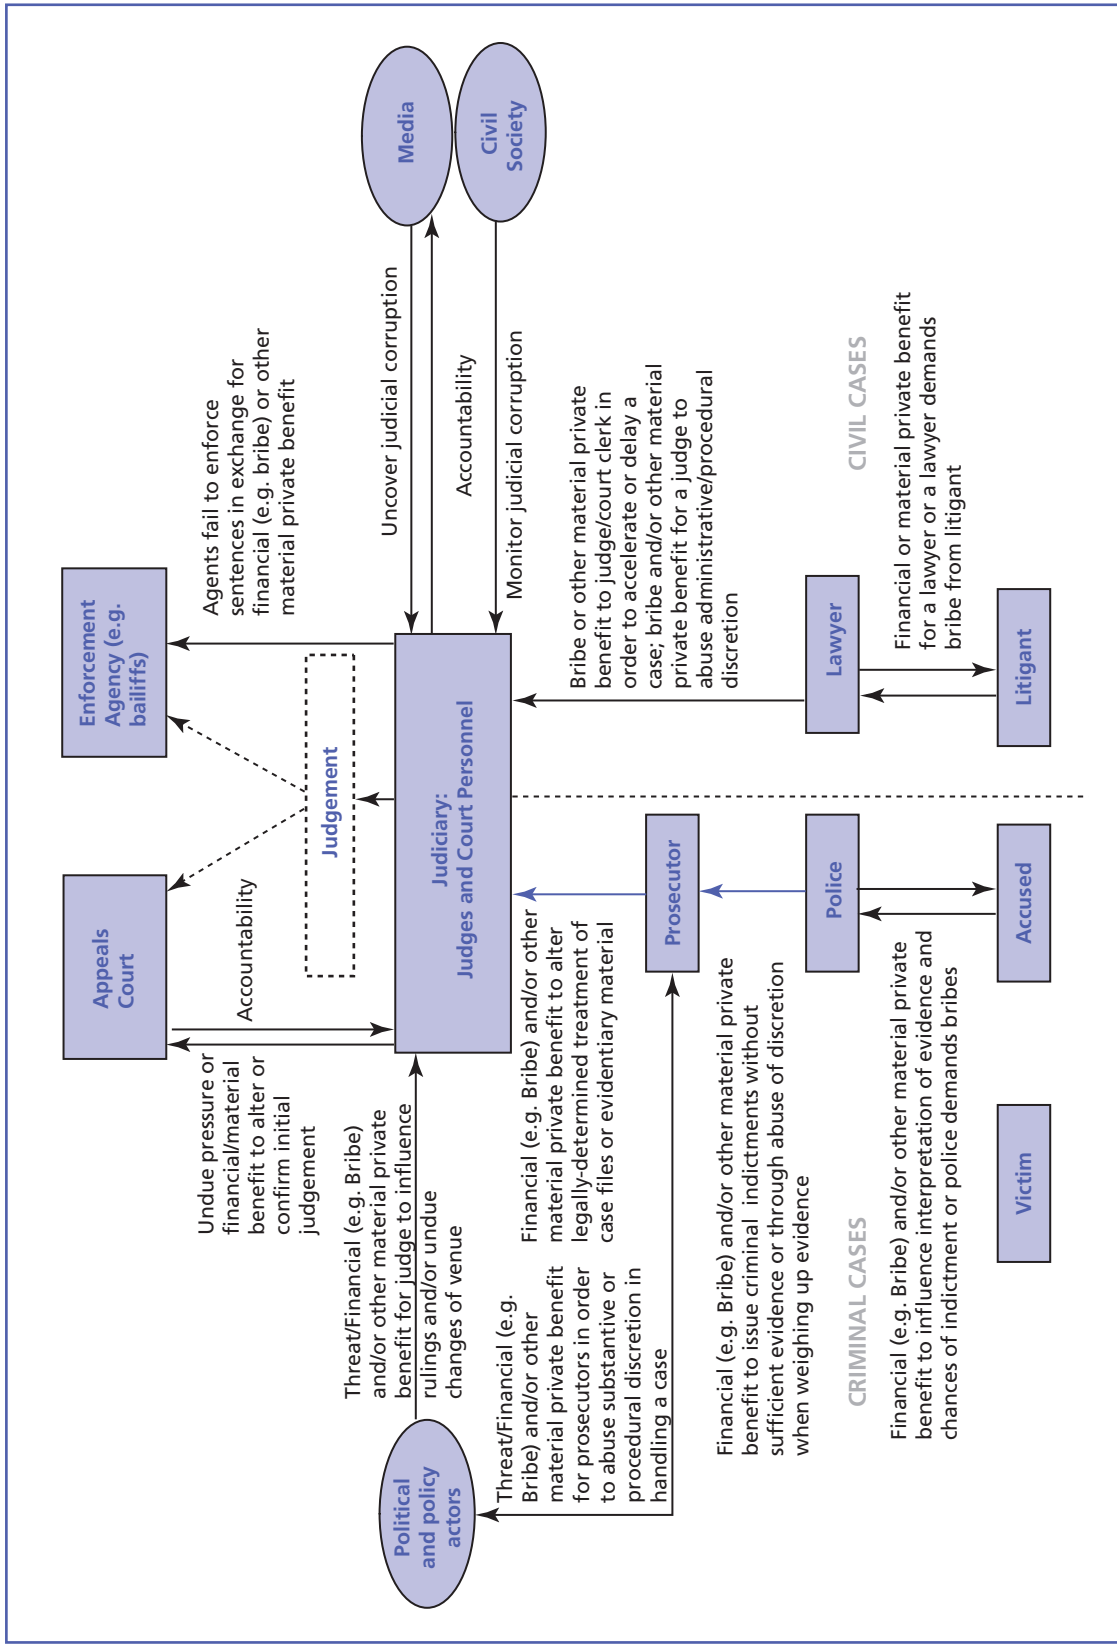 Appeals
Court
Enforcement
Agency (e.g.
bailiffs)
Undue pressure or
financial/material
benefit to alter or
confirm initial
judgement
Accountability
Agents fail to enforce
sentences in exchange for
financial (e.g. bribe) or other
material private benefit
Judgement
Media
Civil
Society
Uncover judicial corruption
Accountability
Monitor judicial corruption
Political
and policy
actors
Threat/Financial (e.g. Bribe)
and/or other material private
benefit for judge to influence
rulings and/or undue
changes of venue
Judiciary:
Judges and Court Personnel
Threat/Financial (e.g.
Bribe) and/or other
material private benefit
for prosecutors in order
to abuse substantive or
procedural discretion in
handling a case
Financial (e.g. Bribe) and/or other
material private benefit to alter
legally-determined treatment of
case files or evidentiary material
Bribe or other material private
benefit to judge/court clerk in
order to accelerate or delay a
case; bribe and/or other material
private benefit for a judge to
abuse administrative/procedural
discretion
Prosecutor
Financial (e.g. Bribe) and/or other material private
benefit to issue criminal indictments without
sufficient evidence or through abuse of discretion
when weighing up evidence
Police
Lawyer
CRIMINAL CASES
CIVIL CASES
Financial (e.g. Bribe) and/or other material private
benefit to influence interpretation of evidence and
chances of indictment or police demands bribes
Financial or material private benefit
for a lawyer or a lawyer demands
bribe from litigant
Victim
Accused
Litigant